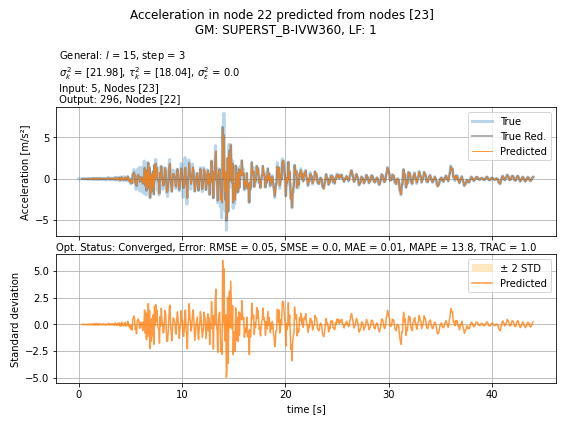 Acceleration in node 22 predicted from nodes [23]
GM: SUPERST_B-IVW360, LF: 1
General: l = 15, step = 3
σ²ₖ = [21.98], τ²ₖ = [18.04], σ²ε = 0.0
Input: 5, Nodes [23]
Output: 296, Nodes [22]
True
True Red.
Predicted
Acceleration [m/s²]
5
0
−5
Opt. Status: Converged, Error: RMSE = 0.05, SMSE = 0.0, MAE = 0.01, MAPE = 13.8, TRAC = 1.0
± 2 STD
Predicted
Standard deviation
5.0
2.5
0.0
−2.5
−5.0
0 10 20 30 40
time [s]